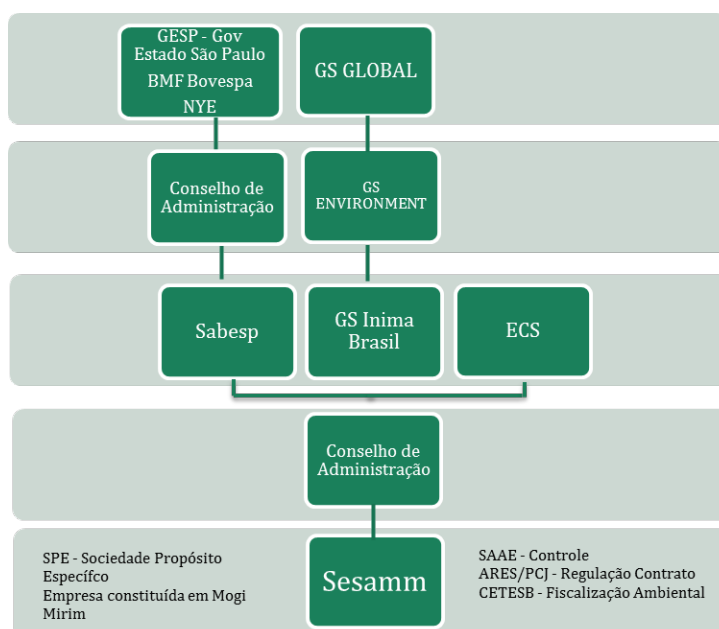 GESP - Gov
Estado São Paulo
BMF Bovespa
NYE
GS GLOBAL
Conselho de
Administração
GS
ENVIRONMENT
Sabesp
GS Inima
Brasil
ECS
Conselho de
Administração
SPE - Sociedade Propósito
Específco
Empresa constituída em Mogi
Mirim
Sesamm
SAAE - Controle
ARES/PCJ - Regulação Contrato
CETESB - Fiscalização Ambiental